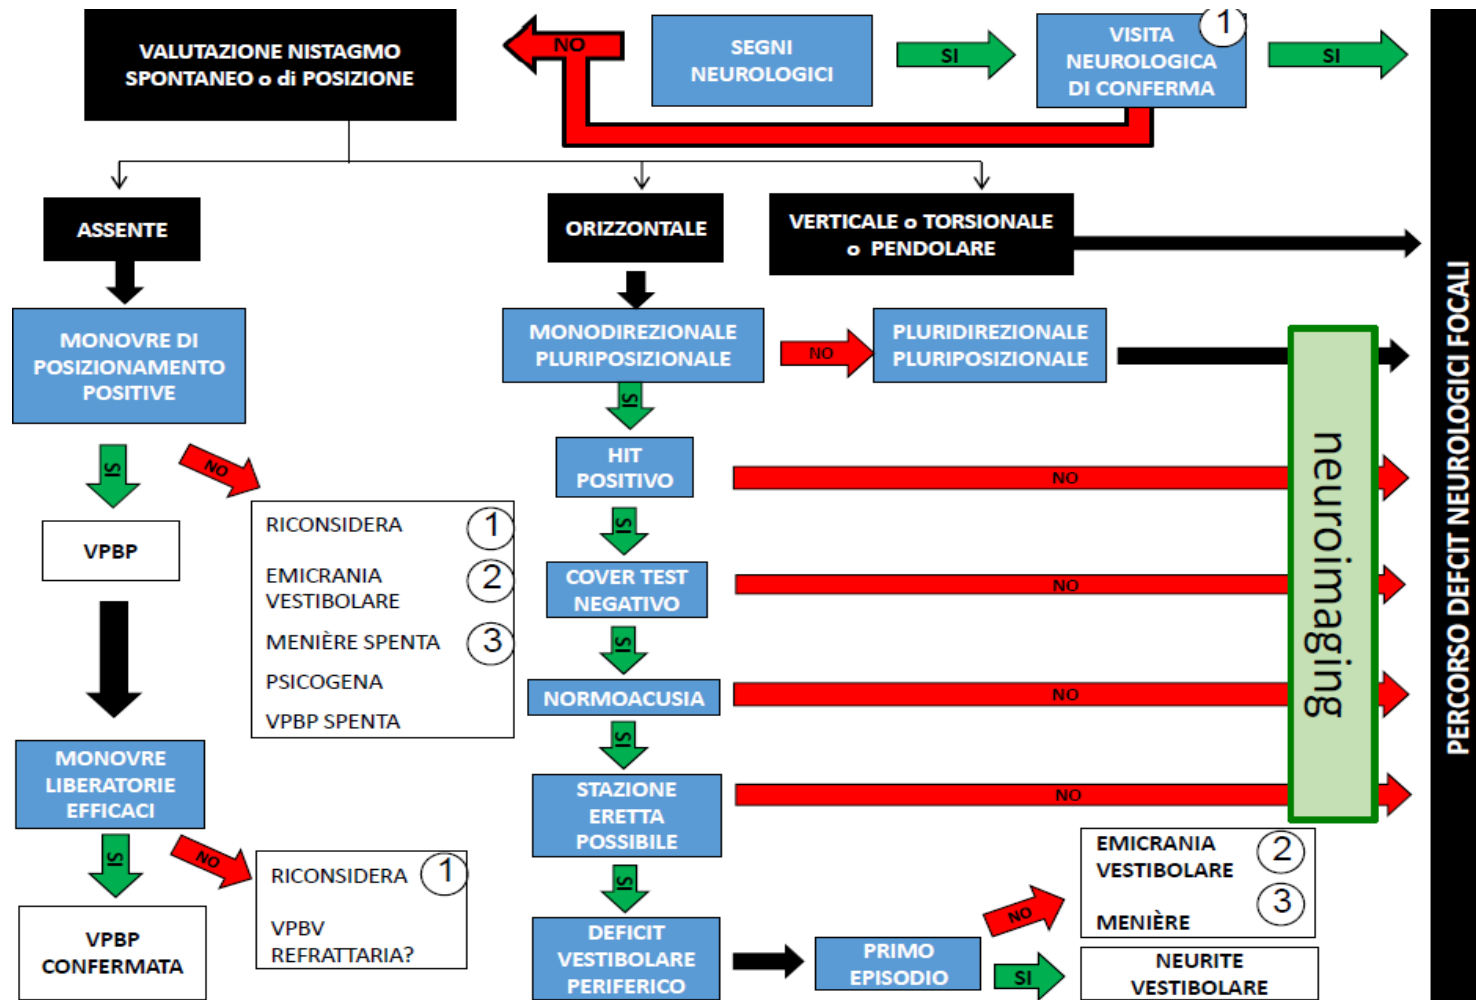 VALUTAZIONE NISTAGMO
SPONTANEO o di POSIZIONE
NO
SEGNI
NEUROLOGICI
SI
1
VISITA
NEUROLOGICA
DI CONFERMA
SI
ASSENTE
ORIZZONTALE
VERTICALE o TORSIONALE
o PENDOLARE
MONOVRE DI
POSIZIONAMENTO
POSITIVE
MONODIREZIONALE
PLURIPOSIZIONALE
NO
PLURIDIREZIONALE
PLURIPOSIZIONALE
SI
NO
SI
HIT
POSITIVO
NO
VPBP
RICONSIDERA 1
EMICRANIA
VESTIBOLARE 2
MENIÈRE SPENTA 3
PSICOGENA
VPBP SPENTA
SI
COVER TEST
NEGATIVO
NO
SI
NORMOACUSIA
NO
SI
MONOVRE
LIBERATORIE
EFFICACI
STAZIONE
ERETTA
POSSIBILE
NO
SI
NO
RICONSIDERA 1
VPBV
REFRATTARIA?
VPBP
CONFERMATA
SI
DEFICIT
VESTIBOLARE
PERIFERICO
PRIMO
EPISODIO
NO
EMICRANIA
VESTIBOLARE 2
3
MENIÈRE
SI
NEURITE
VESTIBOLARE
neuroimaging
PERCORSO DEFCIT NEUROLOGICI FOCALI